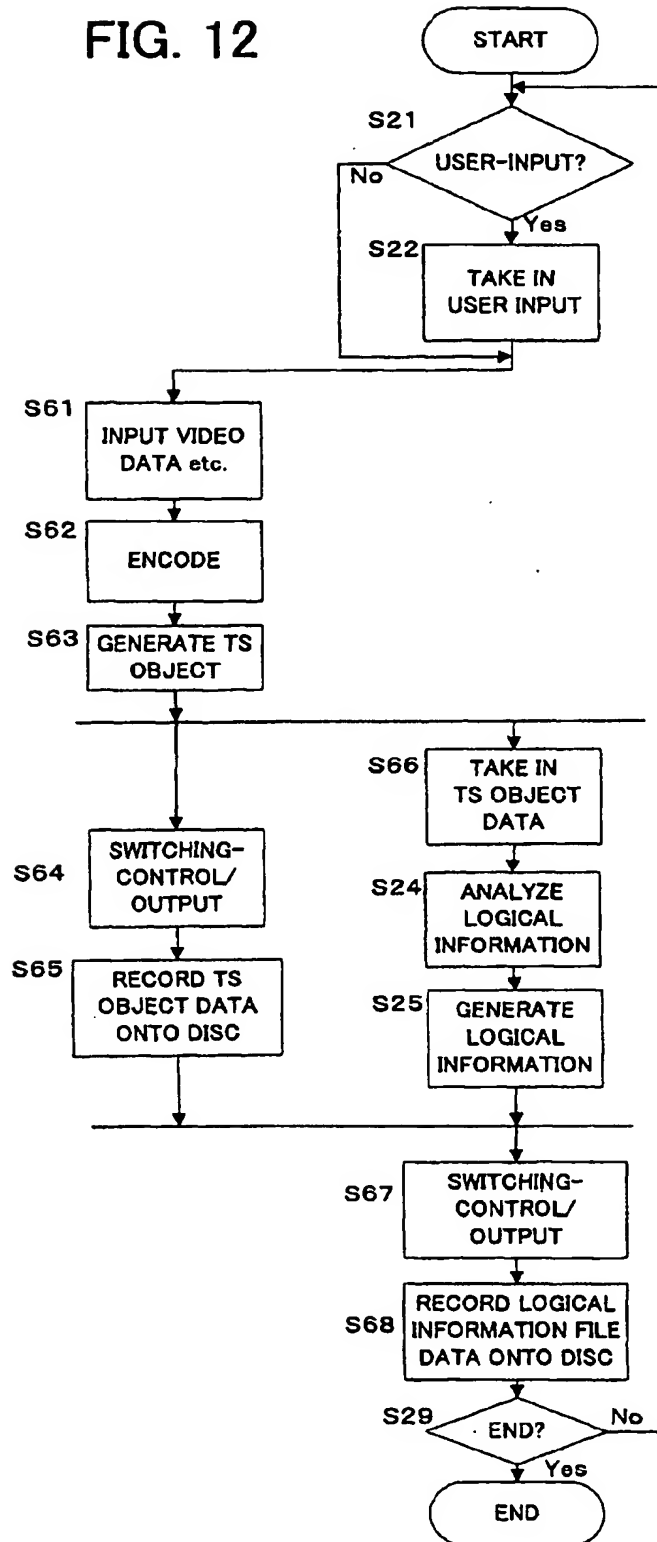 FIG. 12
START
S21
USER-INPUT?
No
Yes
S22
TAKE IN
USER INPUT
S61
INPUT VIDEO
DATA etc.
S62
ENCODE
S63
GENERATE TS
OBJECT
S66
TAKE IN
TS OBJECT
DATA
S64
SWITCHING-
CONTROL/
OUTPUT
S24
ANALYZE
LOGICAL
INFORMATION
S65
RECORD TS
OBJECT DATA
ONTO DISC
S25
GENERATE
LOGICAL
INFORMATION
S67
SWITCHING-
CONTROL/
OUTPUT
S68
RECORD LOGICAL
INFORMATION FILE
DATA ONTO DISC
S29
END?
No
Yes
END